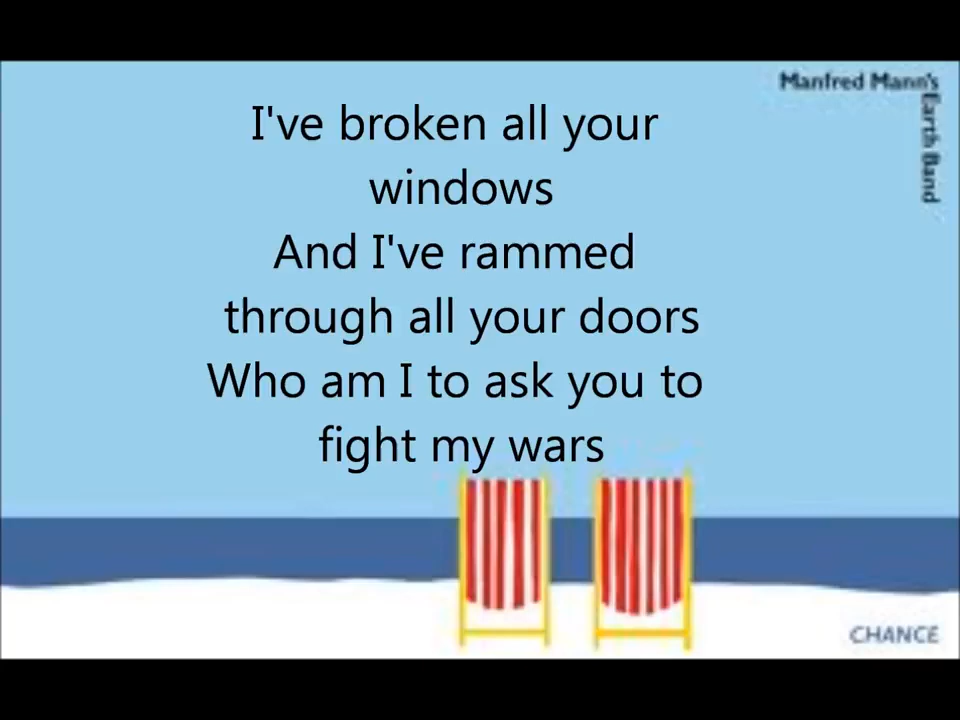 Manfred Mann's
Earth Band
I've broken all your
windows
And I've rammed
through all your doors
Who am I to ask you to
fight my wars
CHANCE